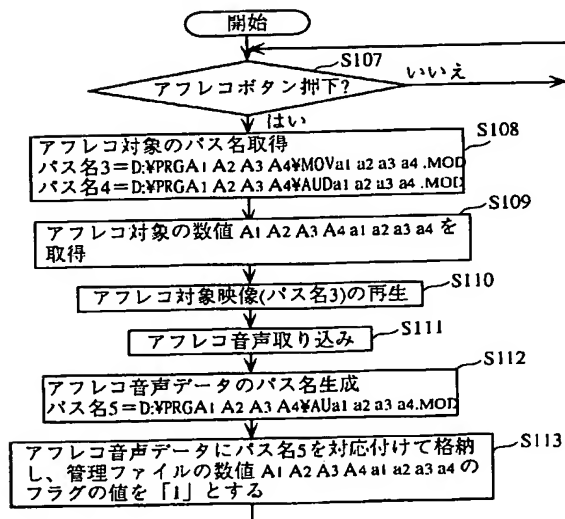 開始
S107
アフレコボタン押下?
いいえ
はい
S108
アフレコ対象のパス名取得
パス名3=D:¥PRGA1 A2 A3 A4¥MOVa1 a2 a3 a4 .MOD
パス名4=D:¥PRGA1 A2 A3 A4¥AUDa1 a2 a3 a4 .MOD
S109
アフレコ対象の数値 A1 A2 A3 A4 a1 a2 a3 a4 を
取得
S110
アフレコ対象映像(パス名3)の再生
S111
アフレコ音声取り込み
S112
アフレコ音声データのパス名生成
パス名5=D:¥PRGA1 A2 A3 A4¥AUa1 a2 a3 a4.MOD
S113
アフレコ音声データにパス名5を対応付けて格納
し、管理ファイルの数値 A1 A2 A3 A4 a1 a2 a3 a4 の
フラグの値を「1」とする